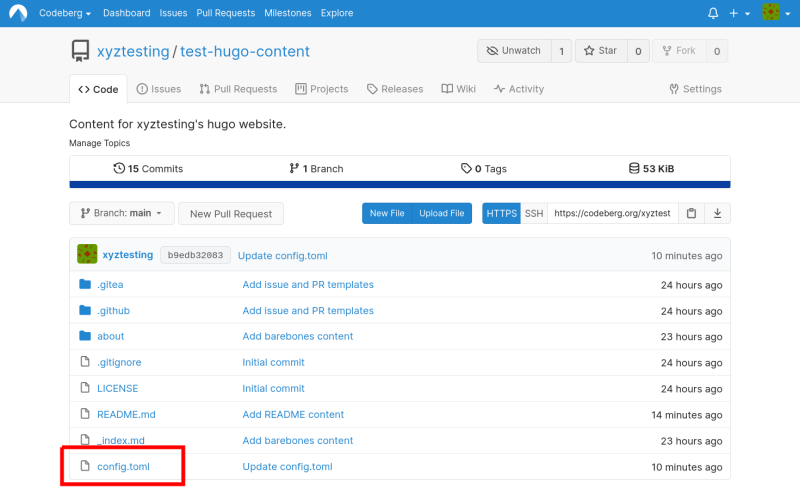 Codeberg Dashboard Issues Pull Requests Milestones Explore
xyztesting / test-hugo-content
Unwatch 1 Star 0 Fork 0
Code Issues Pull Requests Projects Releases Wiki Activity Settings
Content for xyztesting's hugo website.
Manage Topics
15 Commits 1 Branch 0 Tags 53 KiB
Branch: main New Pull Request New File Upload File HTTPS SSH https://codeberg.org/xyztest
xyztesting b9edb32083 Update config.toml 10 minutes ago
.gitea Add issue and PR templates 24 hours ago
.github Add issue and PR templates 24 hours ago
about Add barebones content 23 hours ago
.gitignore Initial commit 24 hours ago
LICENSE Initial commit 24 hours ago
README.md Add README content 14 minutes ago
_index.md Add barebones content 23 hours ago
config.toml Update config.toml 10 minutes ago